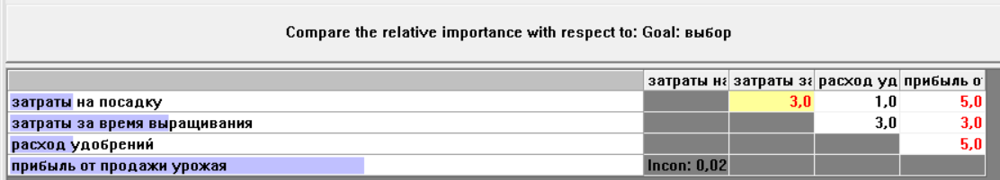 Compare the relative importance with respect to: Goal: выбор
затраты на затраты за расход уд прибыль от
затраты на посадку 3,0 1,0 5,0
затраты за время выращивания 3,0 3,0
расход удобрений 5,0
прибыль от продажи урожая Incon: 0,02